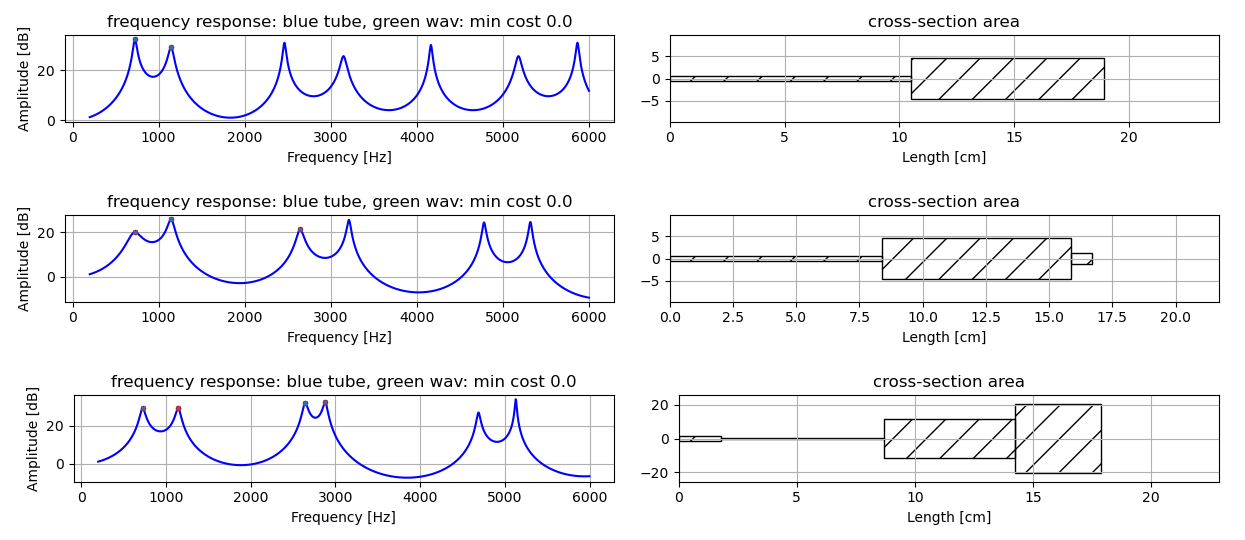 frequency response: blue tube, green wav: min cost 0.0
cross-section area
Amplitude [dB]
20
0
0 1000 2000 3000 4000 5000 6000
Frequency [Hz]
5
0
−5
0 5 10 15 20
Length [cm]
frequency response: blue tube, green wav: min cost 0.0
cross-section area
Amplitude [dB]
20
0
0 1000 2000 3000 4000 5000 6000
Frequency [Hz]
5
0
−5
0.0 2.5 5.0 7.5 10.0 12.5 15.0 17.5 20.0
Length [cm]
frequency response: blue tube, green wav: min cost 0.0
cross-section area
Amplitude [dB]
20
0
0 1000 2000 3000 4000 5000 6000
Frequency [Hz]
20
0
−20
0 5 10 15 20
Length [cm]